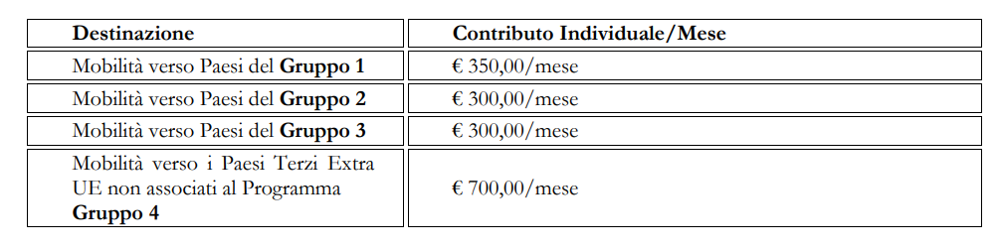 Destinazione Contributo Individuale/Mese
Mobilità verso Paesi del Gruppo 1 € 350,00/mese
Mobilità verso Paesi del Gruppo 2 € 300,00/mese
Mobilità verso Paesi del Gruppo 3 € 300,00/mese
Mobilità verso i Paesi Terzi Extra
UE non associati al Programma
Gruppo 4
€ 700,00/mese